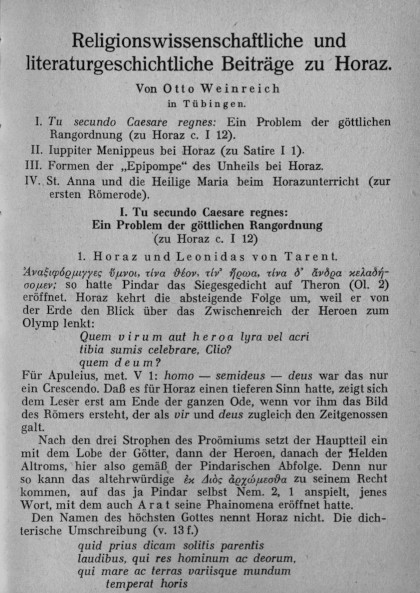 Religionswissenschaftliche und
literaturgeschichtliche Beiträge zu Horaz.
Von Otto Weinreich
in Tübingen.
I. Tu secundo Caesare regnes: Ein Problem der göttlichen
Rangordnung (zu Horaz c. I 12).
II. Iuppiter Menippeus bei Horaz (zu Satire I 1).
III. Formen der „Epipompe“ des Unheils bei Horaz.
IV. St. Anna und die Heilige Maria beim Horazunterricht (zur
ersten Römerode).
I. Tu secundo Caesare regnes:
Ein Problem der göttlichen Rangordnung
(zu Horaz c. I 12)
1. Horaz und Leonidas von Tarent.
Ἀναξιφόρμιγγες ὕμνοι, τίνα θεόν, τίν’ ἥρωα, τίνα δ’ ἄνδρα κελαδή-
σομεν; so hatte Pindar das Siegesgedicht auf Theron (Ol. 2)
eröffnet. Horaz kehrt die absteigende Folge um, weil er von
der Erde den Blick über das Zwischenreich der Heroen zum
Olymp lenkt:
Quem virum aut heroa lyra vel acri
tibia sumis celebrare, Clio?
quem deum?
Für Apuleius, met. V 1: homo — semideus — deus war das nur
ein Crescendo. Daß es für Horaz einen tieferen Sinn hatte, zeigt sich
dem Leser erst am Ende der ganzen Ode, wenn vor ihm das Bild
des Römers ersteht, der als vir und deus zugleich den Zeitgenossen
galt.
Nach den drei Strophen des Proömiums setzt der Hauptteil ein
mit dem Lobe der Götter, dann der Heroen, danach der Helden
Altroms, hier also gemäß der Pindarischen Abfolge. Denn nur
so kann das altehrwürdige ἐκ Διὸς ἀρχώμεσθα zu seinem Recht
kommen, auf das ja Pindar selbst Nem. 2, 1 anspielt, jenes
Wort, mit dem auch Arat seine Phainomena eröffnet hatte.
Den Namen des höchsten Gottes nennt Horaz nicht. Die dich-
terische Umschreibung (v. 13 f.)
quid prius dicam solitis parentis
laudibus, qui res hominum ac deorum,
qui mare ac terras variisque mundum
temperat horis